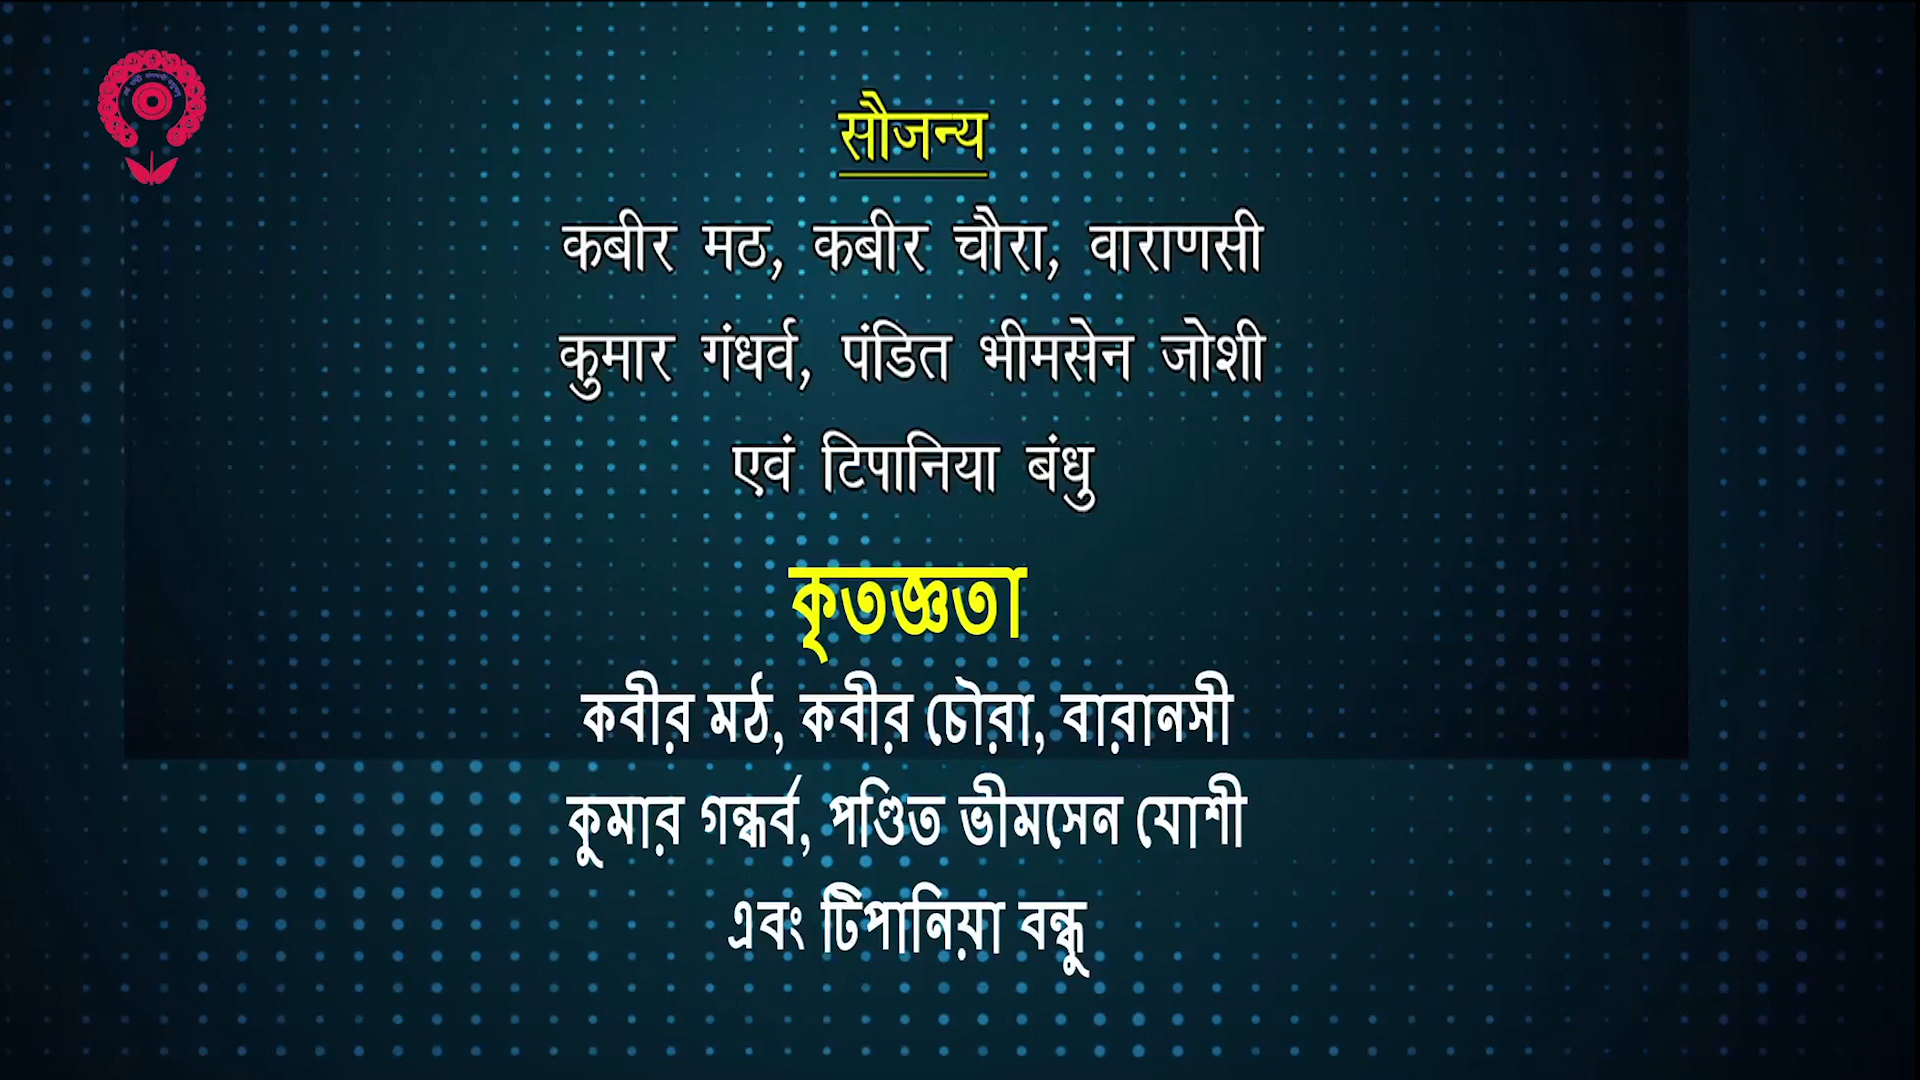 सौजन्य
कबीर मठ, कबीर चौरा, वाराणसी
कुमार गंधर्व, पंडित भीमसेन जोशी
एवं टिपानिया बंधु
কৃতজ্ঞতা
কবীর মঠ, কবীর চৌরা, বারানসী
কুমার গন্ধর্ব, পণ্ডিত ভীমসেন যোশী
এবং টিপানিয়া বন্ধু